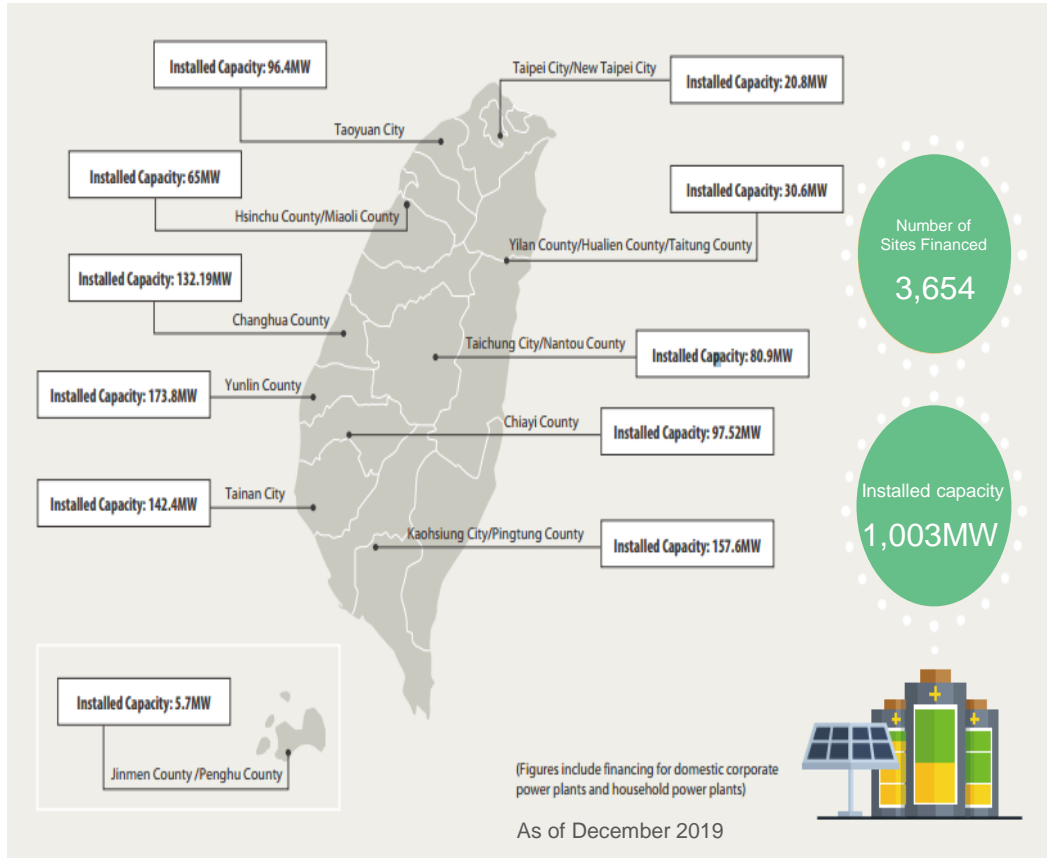 Installed Capacity: 96.4MW
Taoyuan City
Taipei City/New Taipei City
Installed Capacity: 20.8MW
Installed Capacity: 65MW
Hsinchu County/Miaoli County
Installed Capacity: 30.6MW
Yilan County/Hualien County/Taitung County
Installed Capacity: 132.19MW
Changhua County
Taichung City/Nantou County
Installed Capacity: 80.9MW
Installed Capacity: 173.8MW
Yunlin County
Chiayi County
Installed Capacity: 97.52MW
Installed Capacity: 142.4MW
Tainan City
Kaohsiung City/Pingtung County
Installed Capacity: 157.6MW
Installed Capacity: 5.7MW
Jinmen County /Penghu County
Number of
Sites Financed
3,654
Installed capacity
1,003MW
(Figures include financing for domestic corporate
power plants and household power plants)
As of December 2019